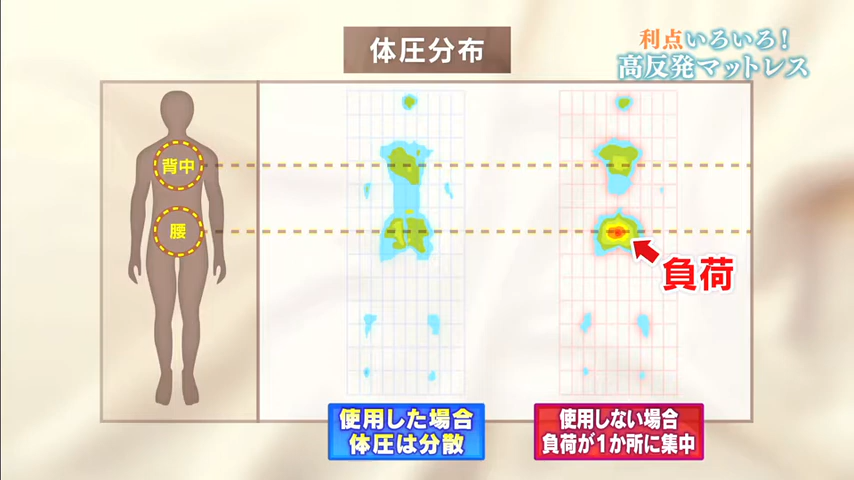 体圧分布
利点いろいろ!
高反発マットレス
背中
腰
負荷
使用した場合
体圧は分散
使用しない場合
負荷が1か所に集中